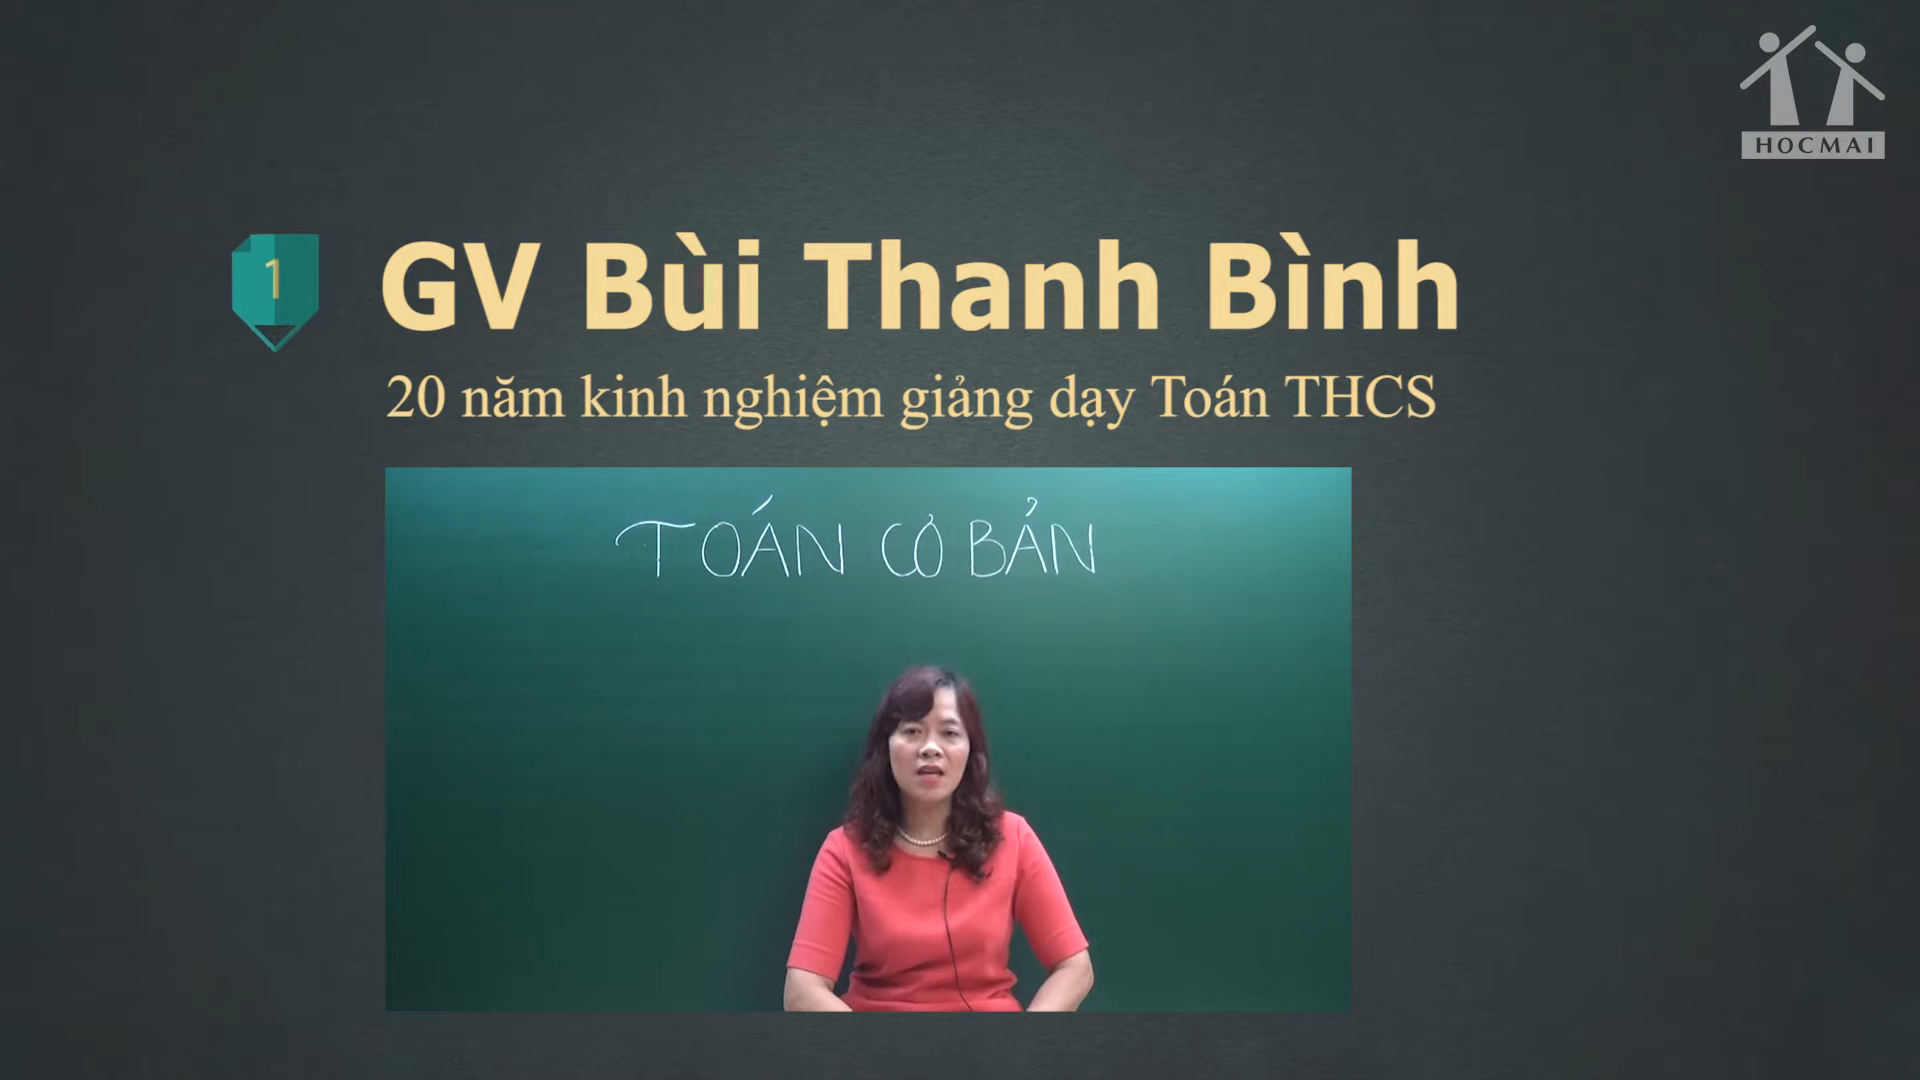 HOCMAI
1
GV Bùi Thanh Bình
20 năm kinh nghiệm giảng dạy Toán THCS
TOÁN CƠ BẢN